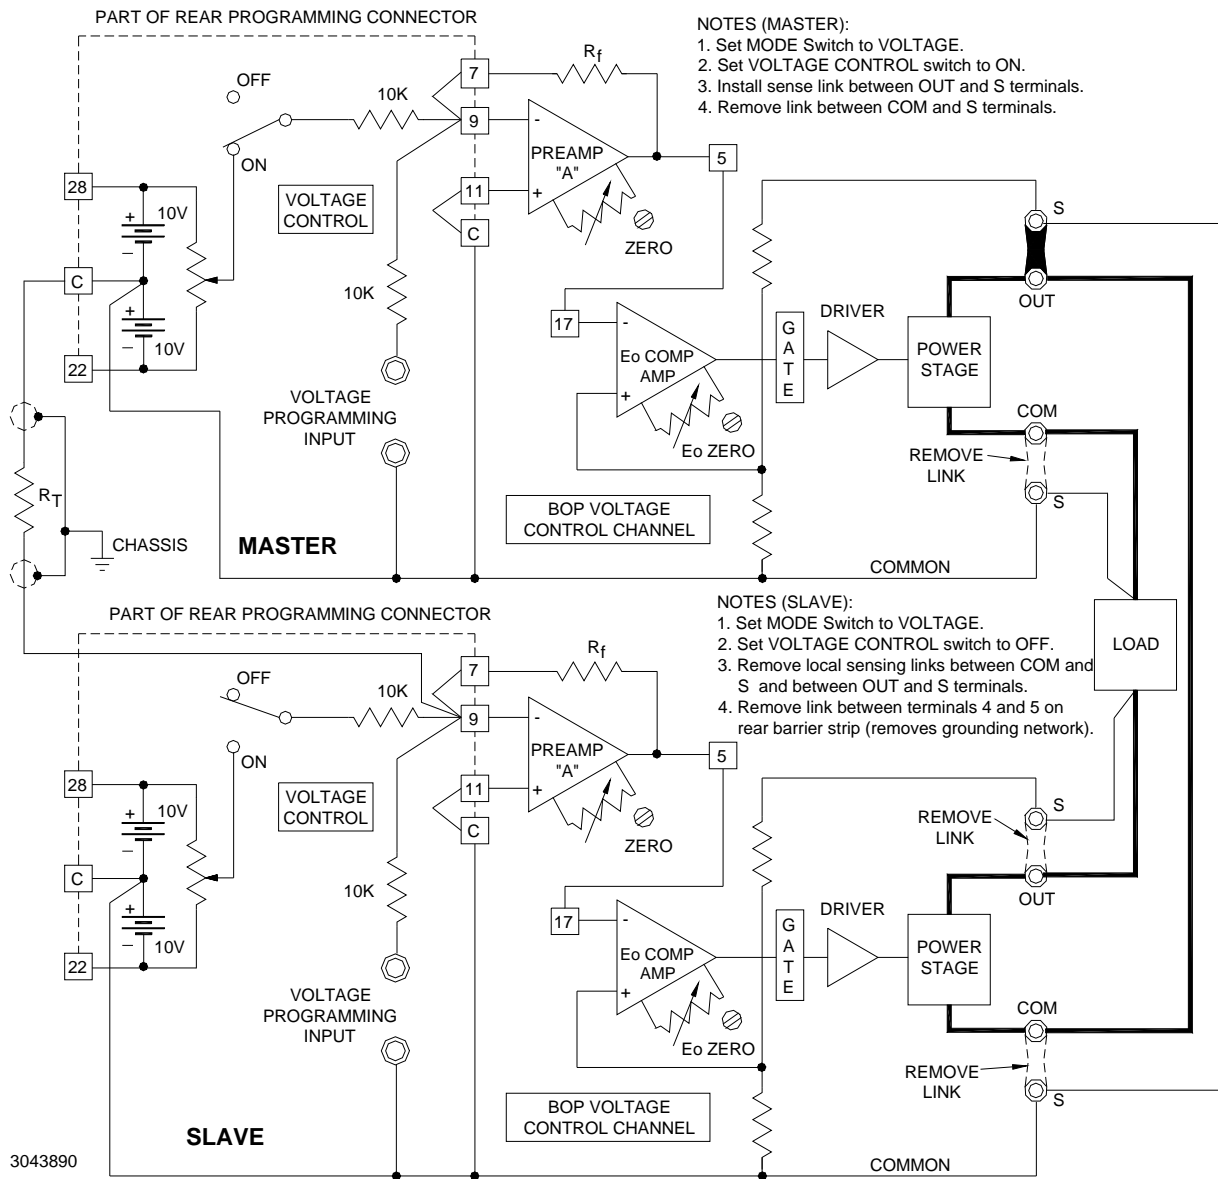 PART OF REAR PROGRAMMING CONNECTOR
NOTES (MASTER):
1. Set MODE Switch to VOLTAGE.
2. Set VOLTAGE CONTROL switch to ON.
3. Install sense link between OUT and S terminals.
4. Remove link between COM and S terminals.
7
Rf
OFF
10K
9
-
PREAMP
"A"
5
ON
28
11
+
VOLTAGE
CONTROL
S
+
10V
–
C
ZERO
C
10K
OUT
+
10V
–
17
-
Eo COMP
AMP
+
GATE
DRIVER
POWER
STAGE
22
VOLTAGE
PROGRAMMING
INPUT
COM
Eo ZERO
REMOVE
LINK
S
RT
BOP VOLTAGE
CONTROL CHANNEL
CHASSIS
MASTER
COMMON
PART OF REAR PROGRAMMING CONNECTOR
NOTES (SLAVE):
1. Set MODE Switch to VOLTAGE.
2. Set VOLTAGE CONTROL switch to OFF.
3. Remove local sensing links between COM and
S and between OUT and S terminals.
4. Remove link between terminals 4 and 5 on
rear barrier strip (removes grounding network).
LOAD
7
Rf
OFF
10K
9
-
PREAMP
"A"
5
ON
28
11
+
VOLTAGE
CONTROL
S
REMOVE
LINK
+
10V
–
C
ZERO
C
10K
OUT
+
10V
–
17
-
Eo COMP
AMP
+
GATE
DRIVER
POWER
STAGE
22
VOLTAGE
PROGRAMMING
INPUT
COM
Eo ZERO
REMOVE
LINK
S
BOP VOLTAGE
CONTROL CHANNEL
SLAVE
3043890
COMMON